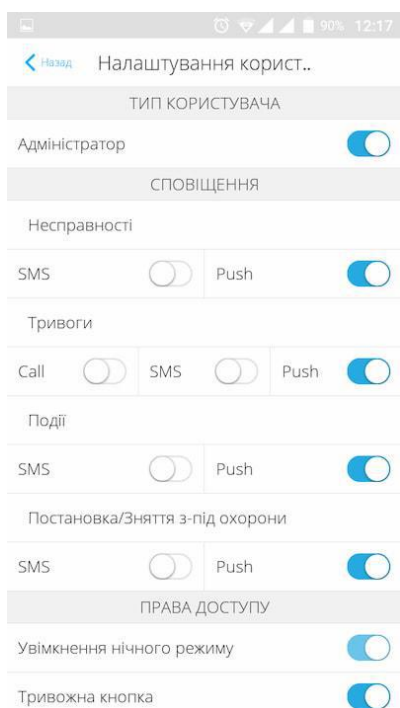 90% 12:17
Назад Налаштування корист..
ТИП КОРИСТУВАЧА
Адміністратор
СПОВІЩЕННЯ
Несправності
SMS Push
Тривоги
Call SMS Push
Події
SMS Push
Постановка/Зняття з-під охорони
SMS Push
ПРАВА ДОСТУПУ
Увімкнення нічного режиму
Тривожна кнопка